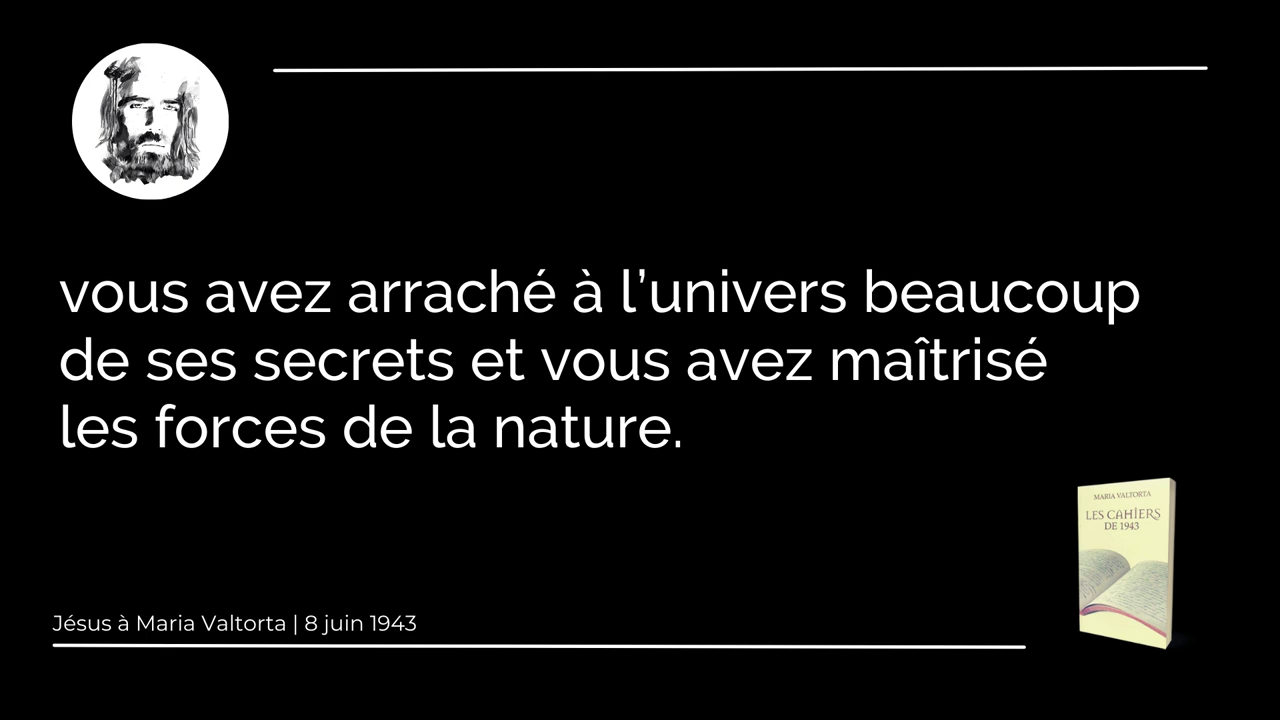 vous avez arraché à l’univers beaucoup
de ses secrets et vous avez maîtrisé
les forces de la nature.
MARIA VALTORTA
LES CAHIERS
DE 1943
Jésus à Maria Valtorta | 8 juin 1943